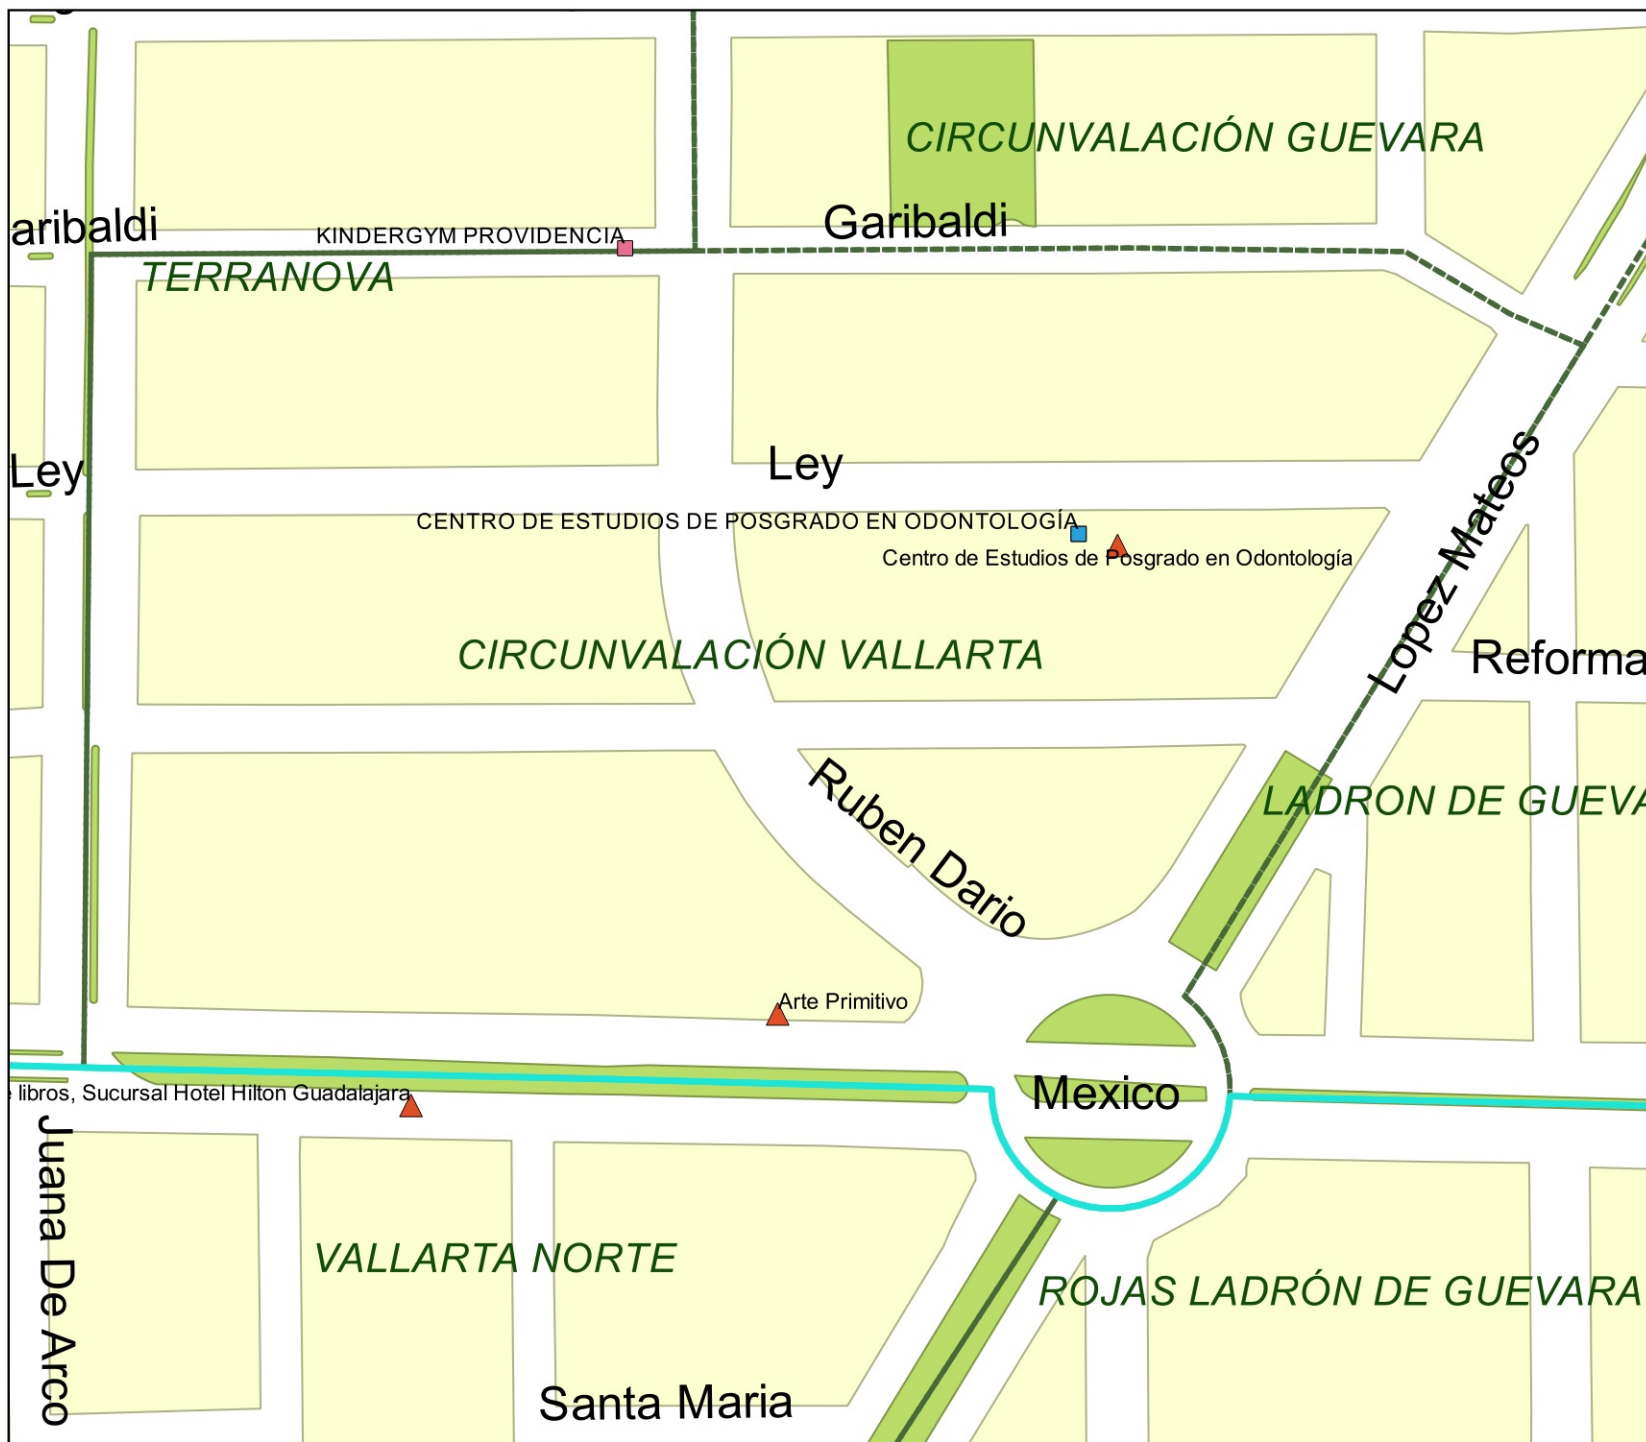 CIRCUNVALACIÓN GUEVARA
aribaldi
Garibaldi
KINDERGYM PROVIDENCIA
TERRANOVA
Ley
Ley
CENTRO DE ESTUDIOS DE POSGRADO EN ODONTOLOGÍA
Centro de Estudios de Posgrado en Odontología
Lopez Mateos
CIRCUNVALACIÓN VALLARTA
Reforma
Ruben Dario
LADRON DE GUEVA
Arte Primitivo
libros, Sucursal Hotel Hilton Guadalajara
Mexico
Juana De Arco
VALLARTA NORTE
ROJAS LADRÓN DE GUEVARA
Santa Maria